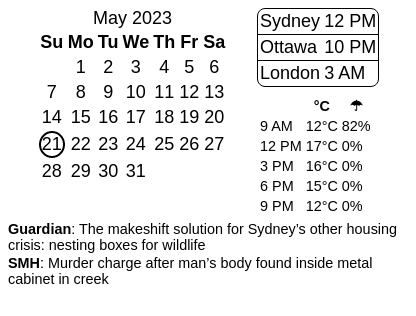 May 2023
Su Mo Tu We Th Fr Sa
1 2 3 4 5 6
7 8 9 10 11 12 13
14 15 16 17 18 19 20
21 22 23 24 25 26 27
28 29 30 31
Sydney 12 PM
Ottawa 10 PM
London 3 AM
°C ☂
9 AM 12°C 82%
12 PM 17°C 0%
3 PM 16°C 0%
6 PM 15°C 0%
9 PM 12°C 0%
Guardian: The makeshift solution for Sydney’s other housing
crisis: nesting boxes for wildlife
SMH: Murder charge after man’s body found inside metal
cabinet in creek